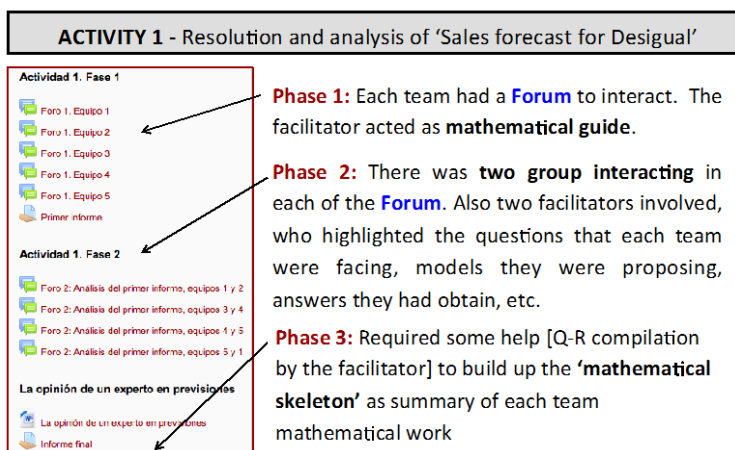 ACTIVITY 1 - Resolution and analysis of 'Sales forecast for Desigual'
Actividad 1. Fase 1
Foro 1. Equipo 1
Foro 1. Equipo 2
Foro 1. Equipo 3
Foro 1. Equipo 4
Foro 1. Equipo 5
Primer informe
Actividad 1. Fase 2
Foro 2: Análisis del primer informe, equipos 1 y 2
Foro 2: Análisis del primer informe, equipos 3 y 4
Foro 2: Análisis del primer informe, equipos 4 y 5
Foro 2: Análisis del primer informe, equipos 5 y 1
La opinión de un experto en previsiones
La opinión de un experto en previsiones
Informe final
Phase 1: Each team had a Forum to interact. The
facilitator acted as mathematical guide.
Phase 2: There was two group interacting in
each of the Forum. Also two facilitators involved,
who highlighted the questions that each team
were facing, models they were proposing,
answers they had obtain, etc.
Phase 3: Required some help [Q-R compilation
by the facilitator] to build up the 'mathematical
skeleton' as summary of each team
mathematical work